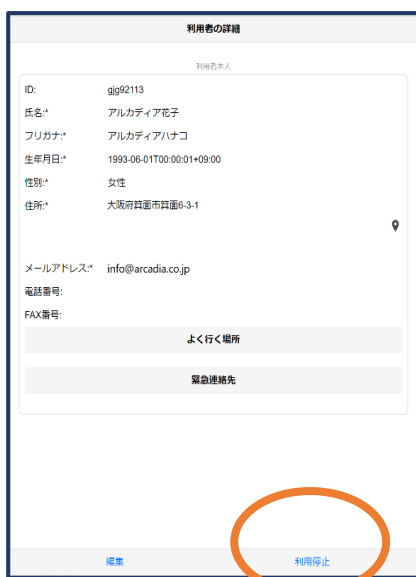 利用者の詳細
利用者本人
ID: gjg92113
氏名:* アルカディア花子
フリガナ:* アルカディアハナコ
生年月日:* 1993-06-01T00:00:01+09:00
性別:* 女性
住所:* 大阪府箕面市箕面6-3-1
メールアドレス:* info@arcadia.co.jp
電話番号:
FAX番号:
よく行く場所
緊急連絡先
編集 利用停止